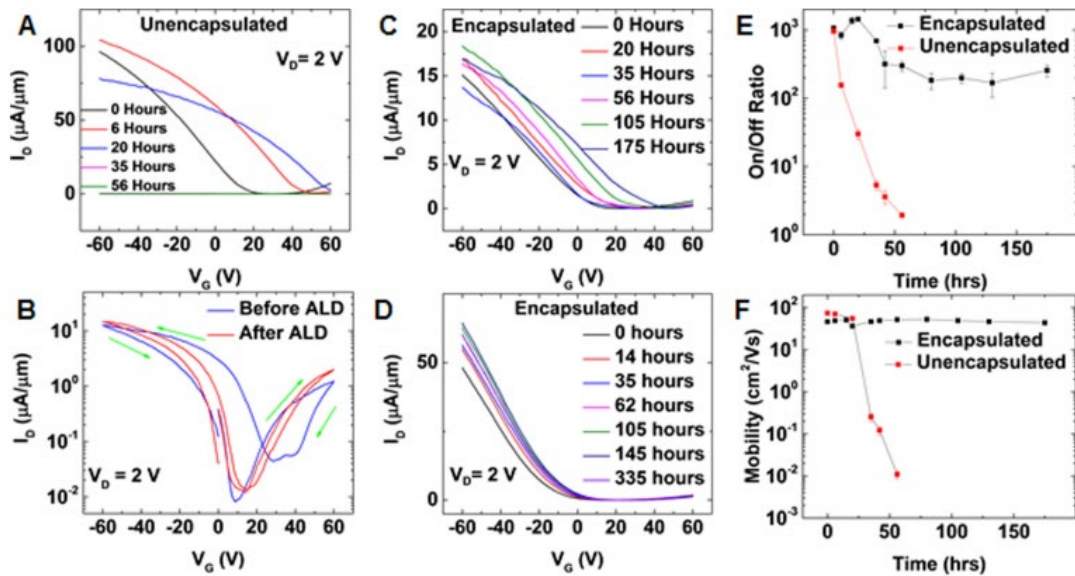 A
Unencapsulated
V_D= 2 V
100
50
0
0 Hours
6 Hours
20 Hours
35 Hours
56 Hours
-60 -40 -20 0 20 40 60
V_G (V)
I_D (µA/µm)
B
Before ALD
After ALD
10^1
10^0
10^-1
10^-2
V_D = 2 V
-60 -40 -20 0 20 40 60
V_G (V)
I_D (µA/µm)
C
Encapsulated
0 Hours
20 Hours
35 Hours
56 Hours
105 Hours
175 Hours
25
20
15
10
5
0
V_D = 2 V
-60 -40 -20 0 20 40 60
V_G (V)
I_D (µA/µm)
D
Encapsulated
0 hours
14 hours
35 hours
62 hours
105 hours
145 hours
335 hours
50
0
V_D= 2 V
-60 -40 -20 0 20 40 60
V_G (V)
I_D (µA/µm)
E
Encapsulated
Unencapsulated
10^3
10^2
10^1
10^0
0 50 100 150
Time (hrs)
On/Off Ratio
F
Encapsulated
Unencapsulated
10^2
10^1
10^0
10^-1
10^-2
10^-3
0 50 100 150
Time (hrs)
Mobility (cm^2/Vs)